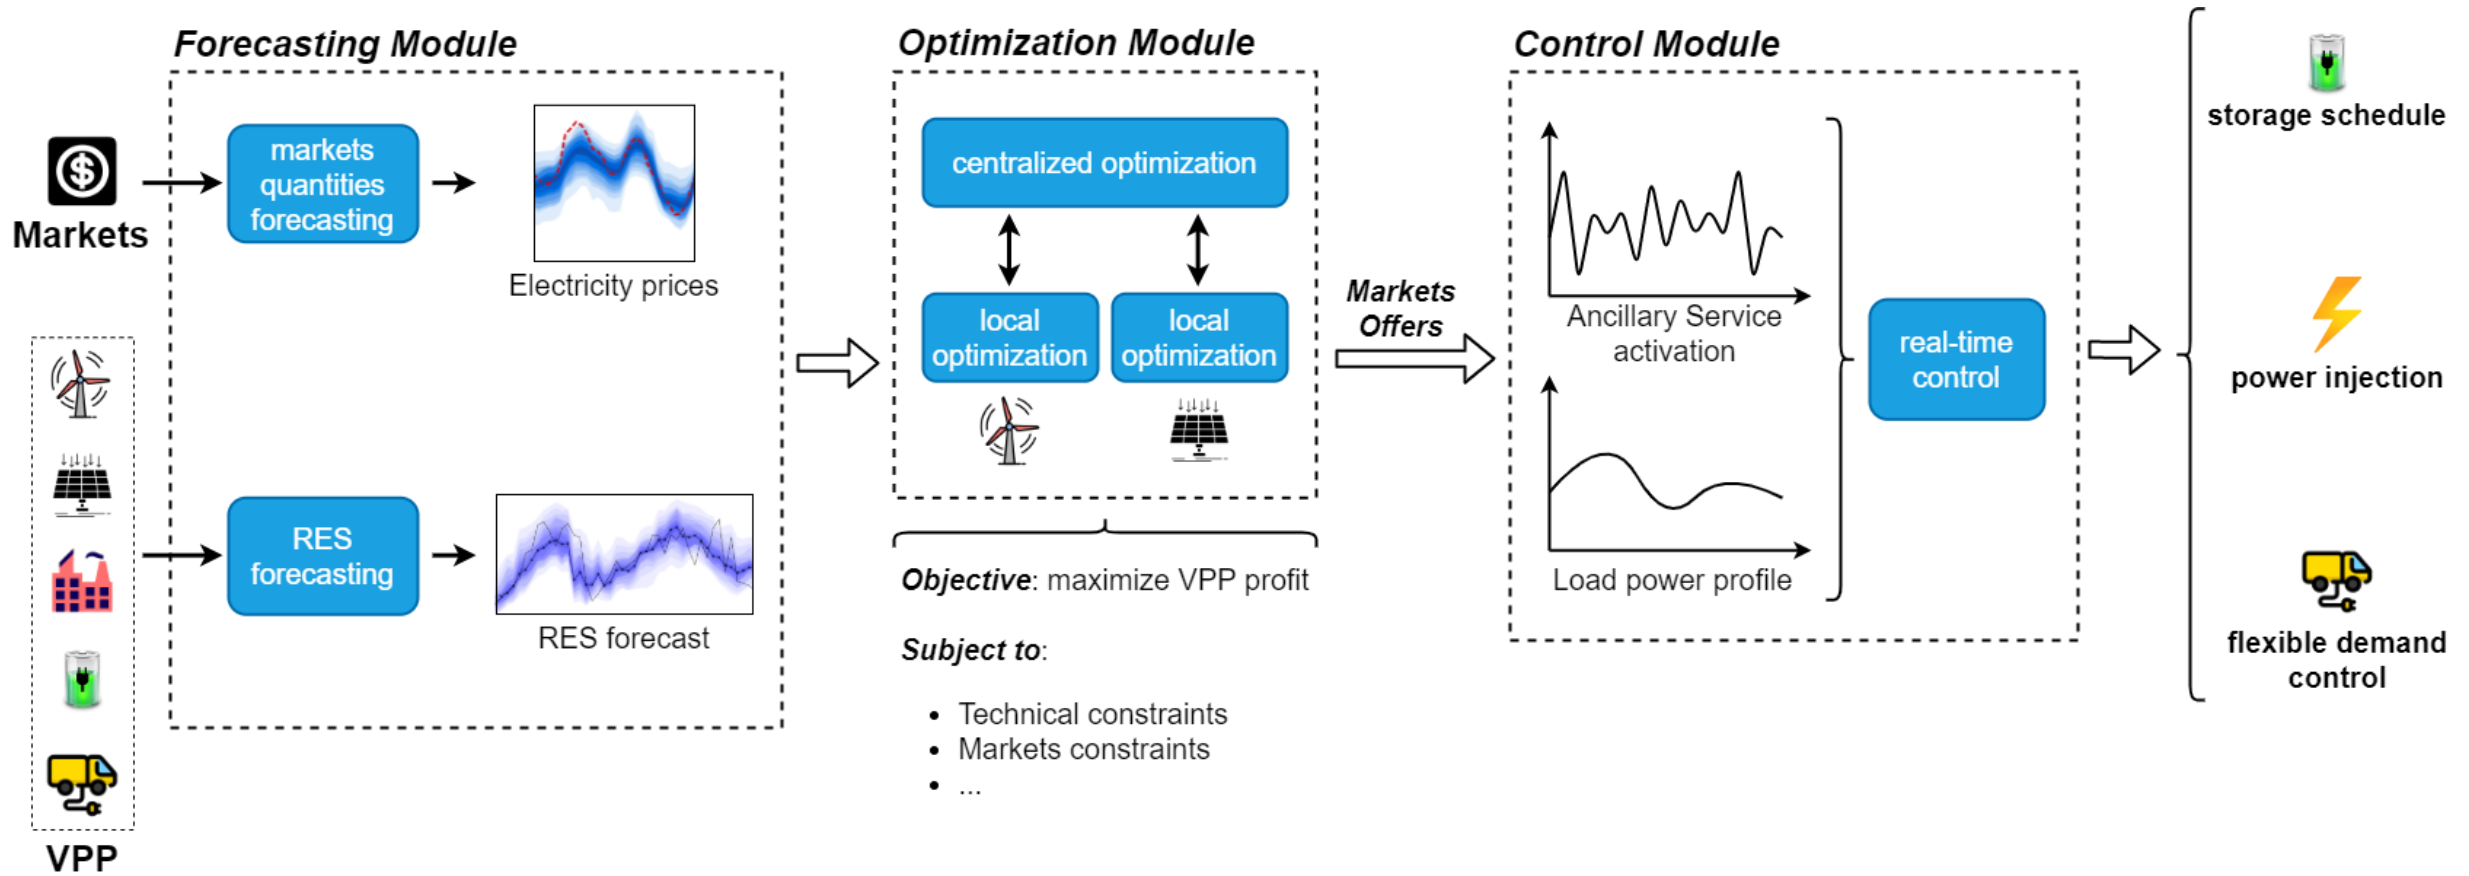 Forecasting Module
Markets
markets
quantities
forecasting
Electricity prices
VPP
RES
forecasting
RES forecast
Optimization Module
centralized optimization
local
optimization
local
optimization
Objective: maximize VPP profit
Subject to:
• Technical constraints
• Markets constraints
• ...
Markets
Offers
Control Module
Ancillary Service
activation
Load power profile
real-time
control
storage schedule
power injection
flexible demand
control